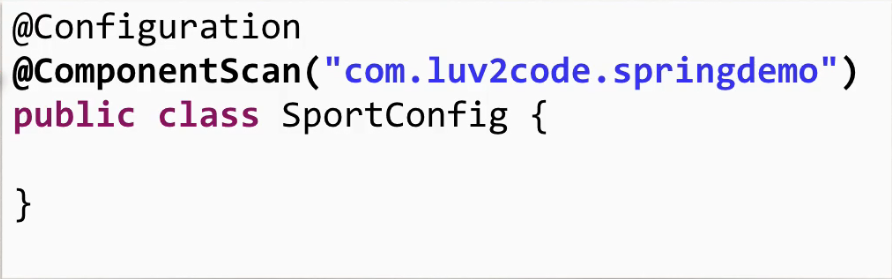 @Configuration
@ComponentScan("com.luv2code.springdemo")
public class SportConfig {
}